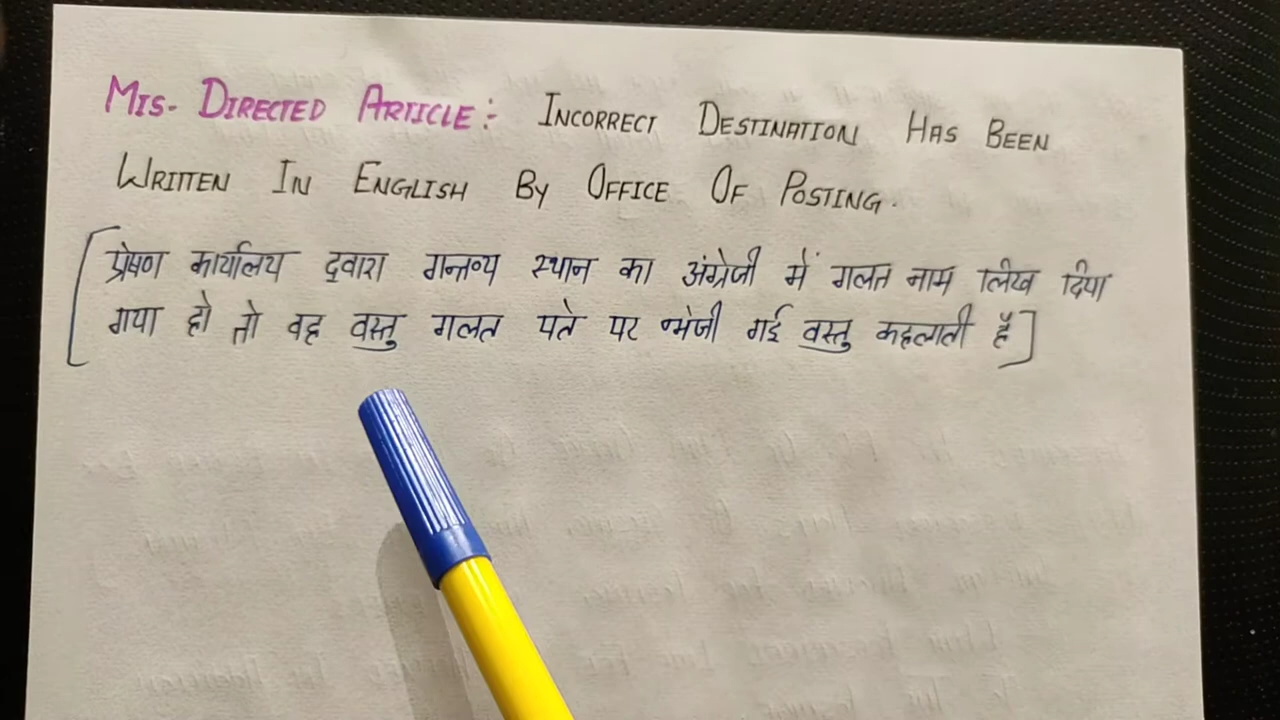 MIS- DIRECTED ARTICLE:- INCORRECT DESTINATION HAS BEEN
WRITTEN IN ENGLISH BY OFFICE OF POSTING.
[प्रेषण कार्यालय द्वारा गन्तव्य स्थान का अंग्रेजी में गलत नाम लिख दिया
गया हो तो वह वस्तु गलत पते पर भेजी गई वस्तु कहलाती है]